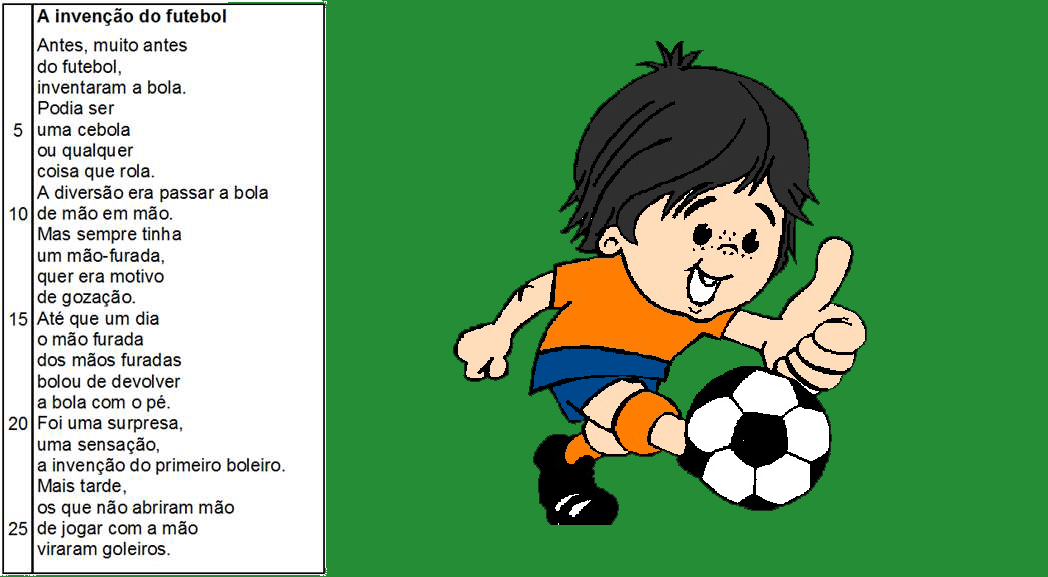 A invenção do futebol
Antes, muito antes
do futebol,
inventaram a bola.
Podia ser
5 uma cebola
ou qualquer
coisa que rola.
A diversão era passar a bola
10 de mão em mão.
Mas sempre tinha
um mão-furada,
quer era motivo
de gozação.
15 Até que um dia
o mão furada
dos mãos furadas
bolou de devolver
a bola com o pé.
20 Foi uma surpresa,
uma sensação,
a invenção do primeiro boleiro.
Mais tarde,
os que não abriram mão
25 de jogar com a mão
viraram goleiros.